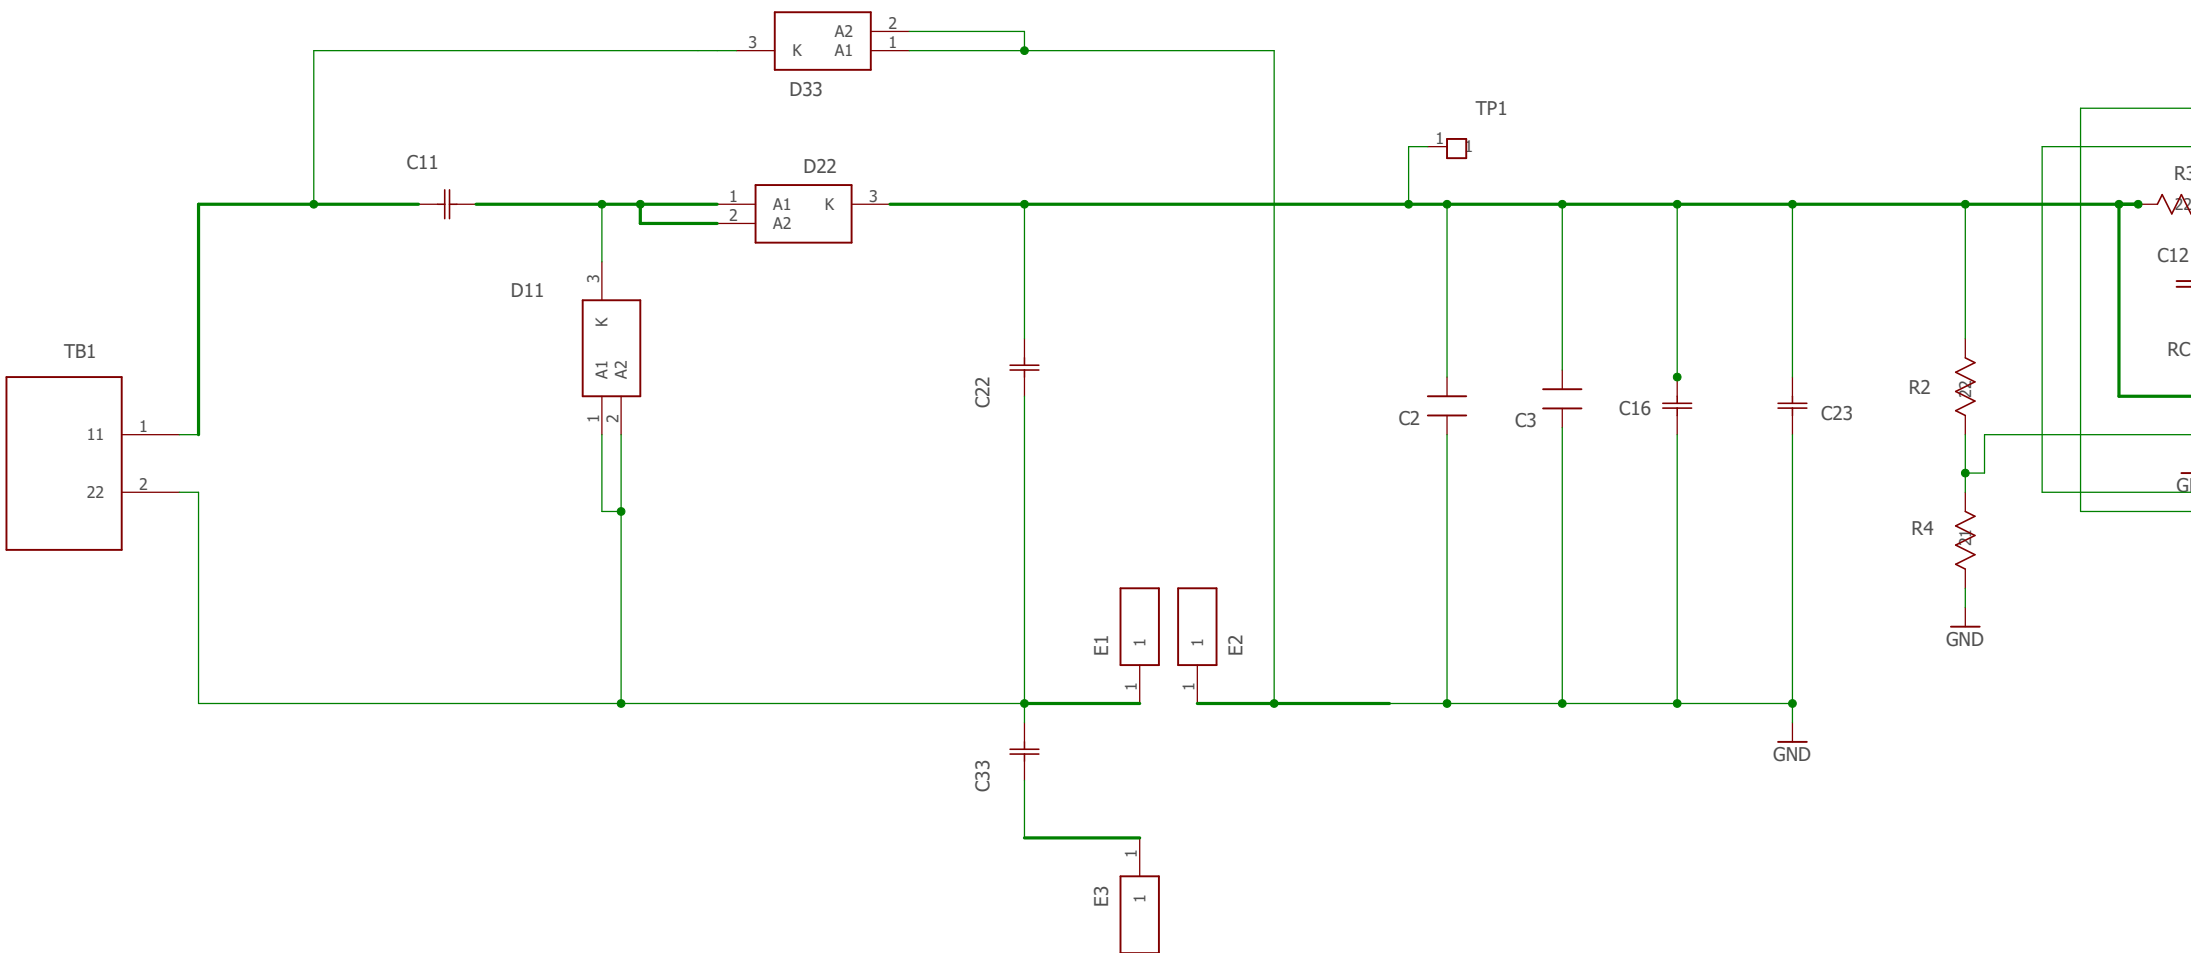 A2 2
3 K A1 1
D33
TP1
1 1
C11
D22
1 A1 K 3
2 A2
R3
22
C12
3
D11
K
A1 A2
1 2
TB1
11 1
22 2
C22
C2
C3
C16
C23
R2
22
RC
R4
21
GND
E1 1 1 E2
1 1
GND
C33
1
E3 1